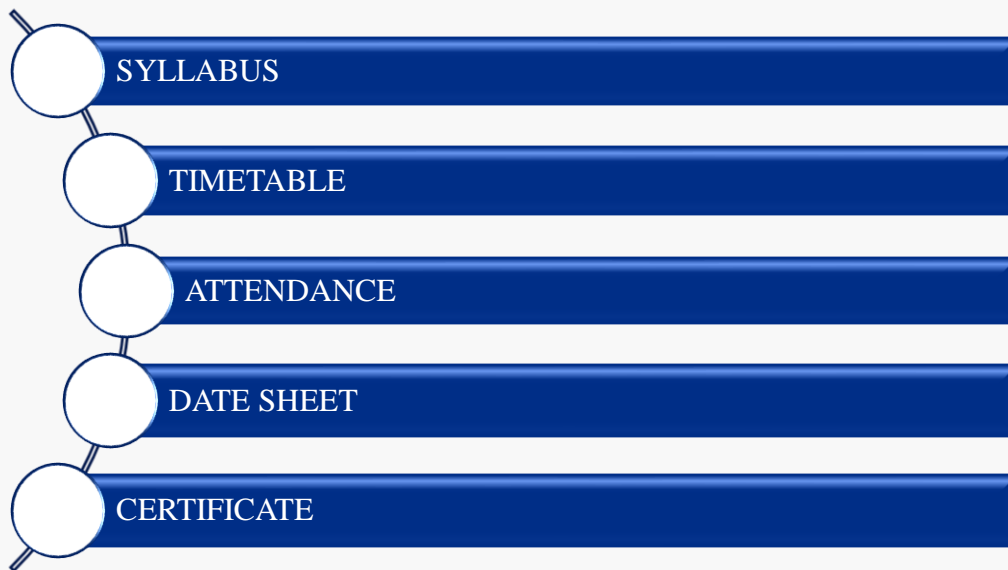 SYLLABUS
TIMETABLE
ATTENDANCE
DATE SHEET
CERTIFICATE